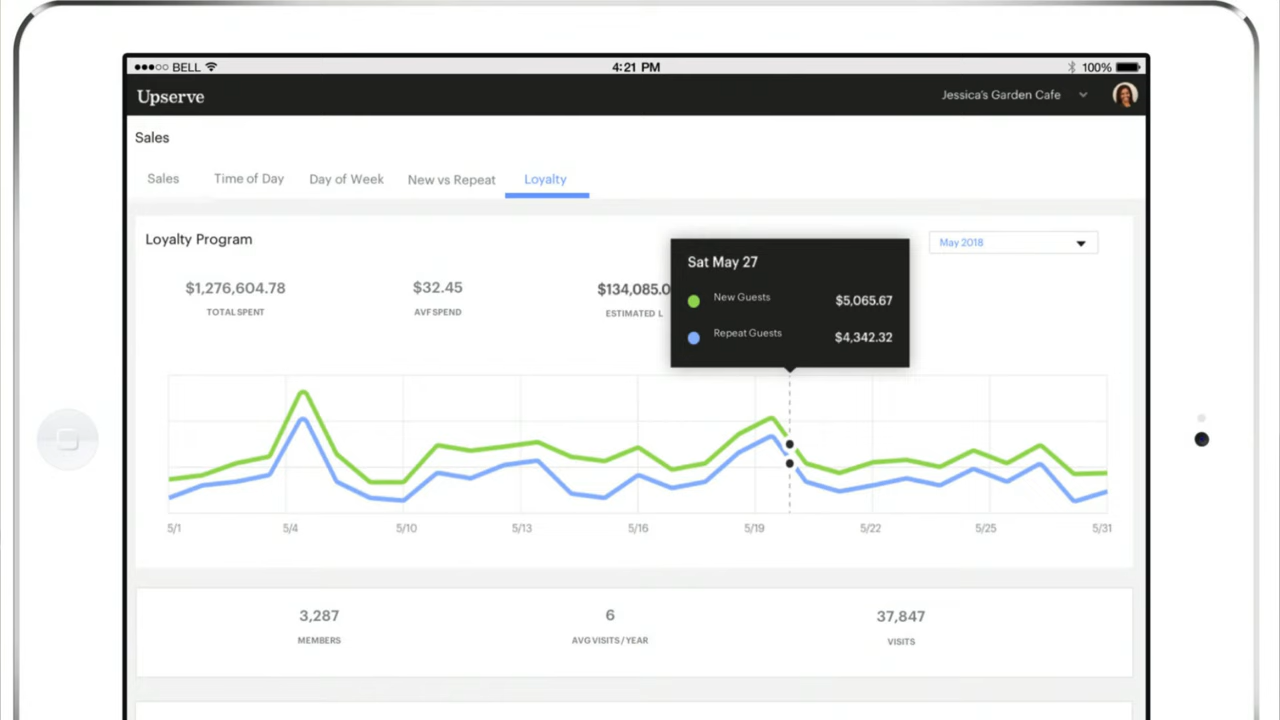 BELL
4:21 PM
100%
Upserve
Jessica's Garden Cafe
Sales
Sales
Time of Day
Day of Week
New vs Repeat
Loyalty
Loyalty Program
May 2018
$1,276,604.78
TOTAL SPENT
$32.45
AVF SPEND
$134,085.0
ESTIMATED L
Sat May 27
New Guests
$5,065.67
Repeat Guests
$4,342.32
5/1
5/4
5/10
5/13
5/16
5/19
5/22
5/25
5/31
3,287
MEMBERS
6
AVG VISITS/YEAR
37,847
VISITS